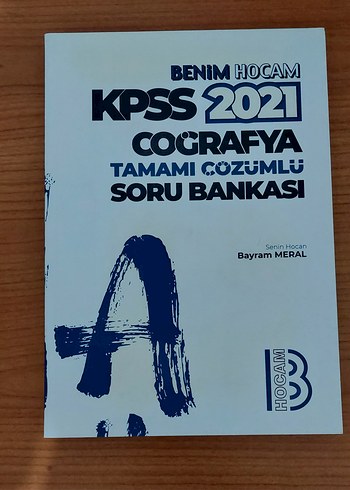 BENİM HOCAM
KPSS 2021
COĞRAFYA
TAMAMI ÇÖZÜMLÜ
SORU BANKASI
Senin Hocan
Bayram MERAL
HOCAM
B